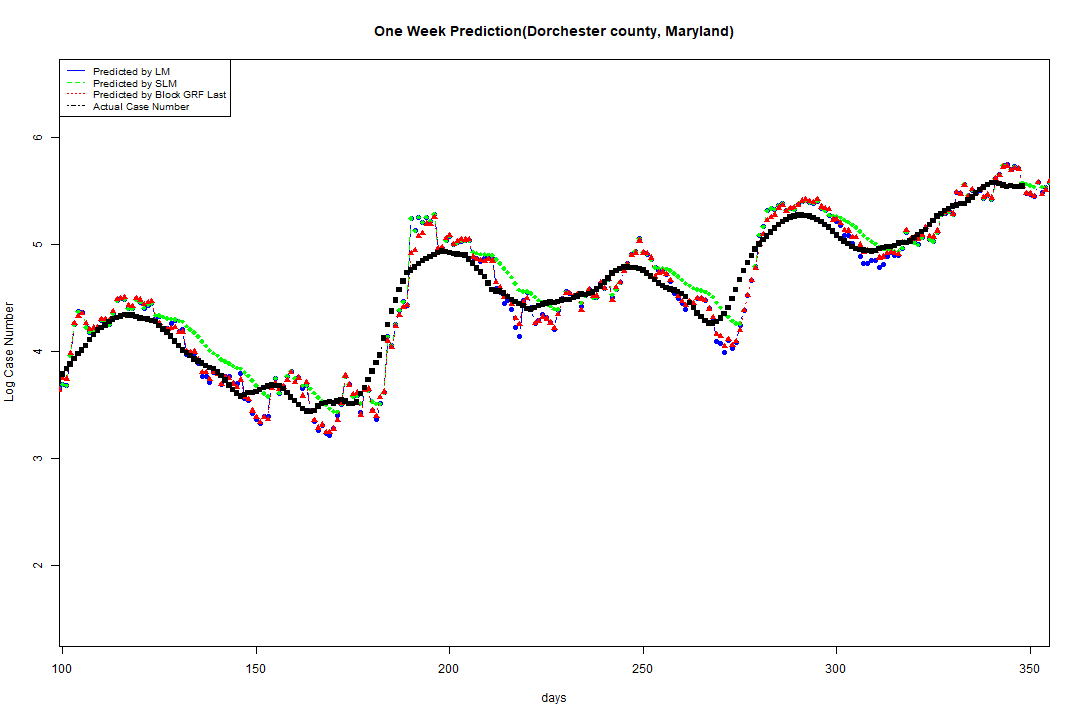 One Week Prediction(Dorchester county, Maryland)
Predicted by LM
Predicted by SLM
Predicted by Block GRF Last
Actual Case Number
6
5
4
3
2
Log Case Number
100 150 200 250 300 350
days